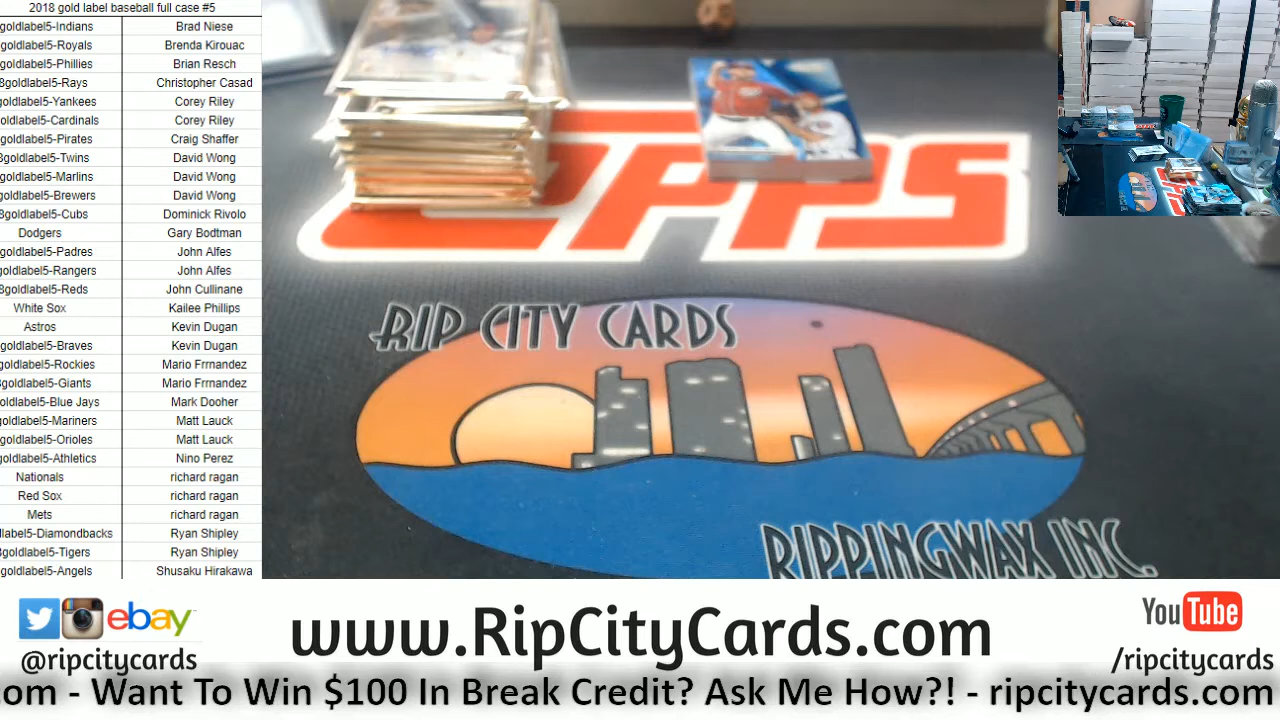 2018 gold label baseball full case #5
goldlabel5-Indians Brad Niese
goldlabel5-Royals Brenda Kirouac
goldlabel5-Phillies Brian Resch
8goldlabel5-Rays Christopher Casad
goldlabel5-Yankees Corey Riley
goldlabel5-Cardinals Corey Riley
goldlabel5-Pirates Craig Shaffer
8goldlabel5-Twins David Wong
goldlabel5-Marlins David Wong
goldlabel5-Brewers David Wong
8goldlabel5-Cubs Dominick Rivolo
Dodgers Gary Bodtman
goldlabel5-Padres John Alfes
goldlabel5-Rangers John Alfes
8goldlabel5-Reds John Cullinane
White Sox Kailee Phillips
Astros Kevin Dugan
goldlabel5-Braves Kevin Dugan
goldlabel5-Rockies Mario Frrnandez
goldlabel5-Giants Mario Frrnandez
oldlabel5-Blue Jays Mark Dooher
goldlabel5-Mariners Matt Lauck
goldlabel5-Orioles Matt Lauck
goldlabel5-Athletics Nino Perez
Nationals richard ragan
Red Sox richard ragan
Mets richard ragan
llabel5-Diamondbacks Ryan Shipley
8goldlabel5-Tigers Ryan Shipley
goldlabel5-Angels Shusaku Hirakawa
TOPPS
RIP CITY CARDS
RIPPINGWAX INC.
ebay
@ripcitycards
www.RipCityCards.com
YouTube
/ripcitycards
.com - Want To Win $100 In Break Credit? Ask Me How?! - ripcitycards.com